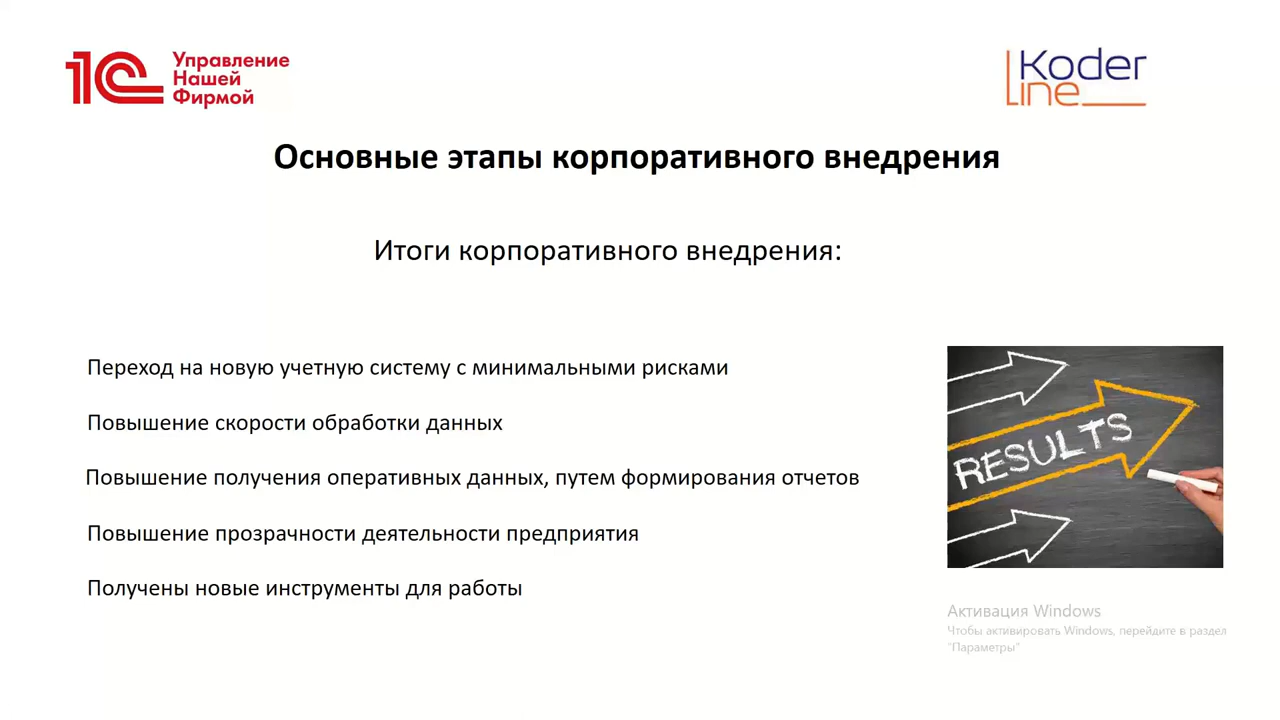 1С
Управление
Нашей
Фирмой
Koder
Line
Основные этапы корпоративного внедрения
Итоги корпоративного внедрения:
Переход на новую учетную систему с минимальными рисками
Повышение скорости обработки данных
Повышение получения оперативных данных, путем формирования отчетов
Повышение прозрачности деятельности предприятия
Получены новые инструменты для работы
RESULTS
Активация Windows
Чтобы активировать Windows, перейдите в раздел
"Параметры"